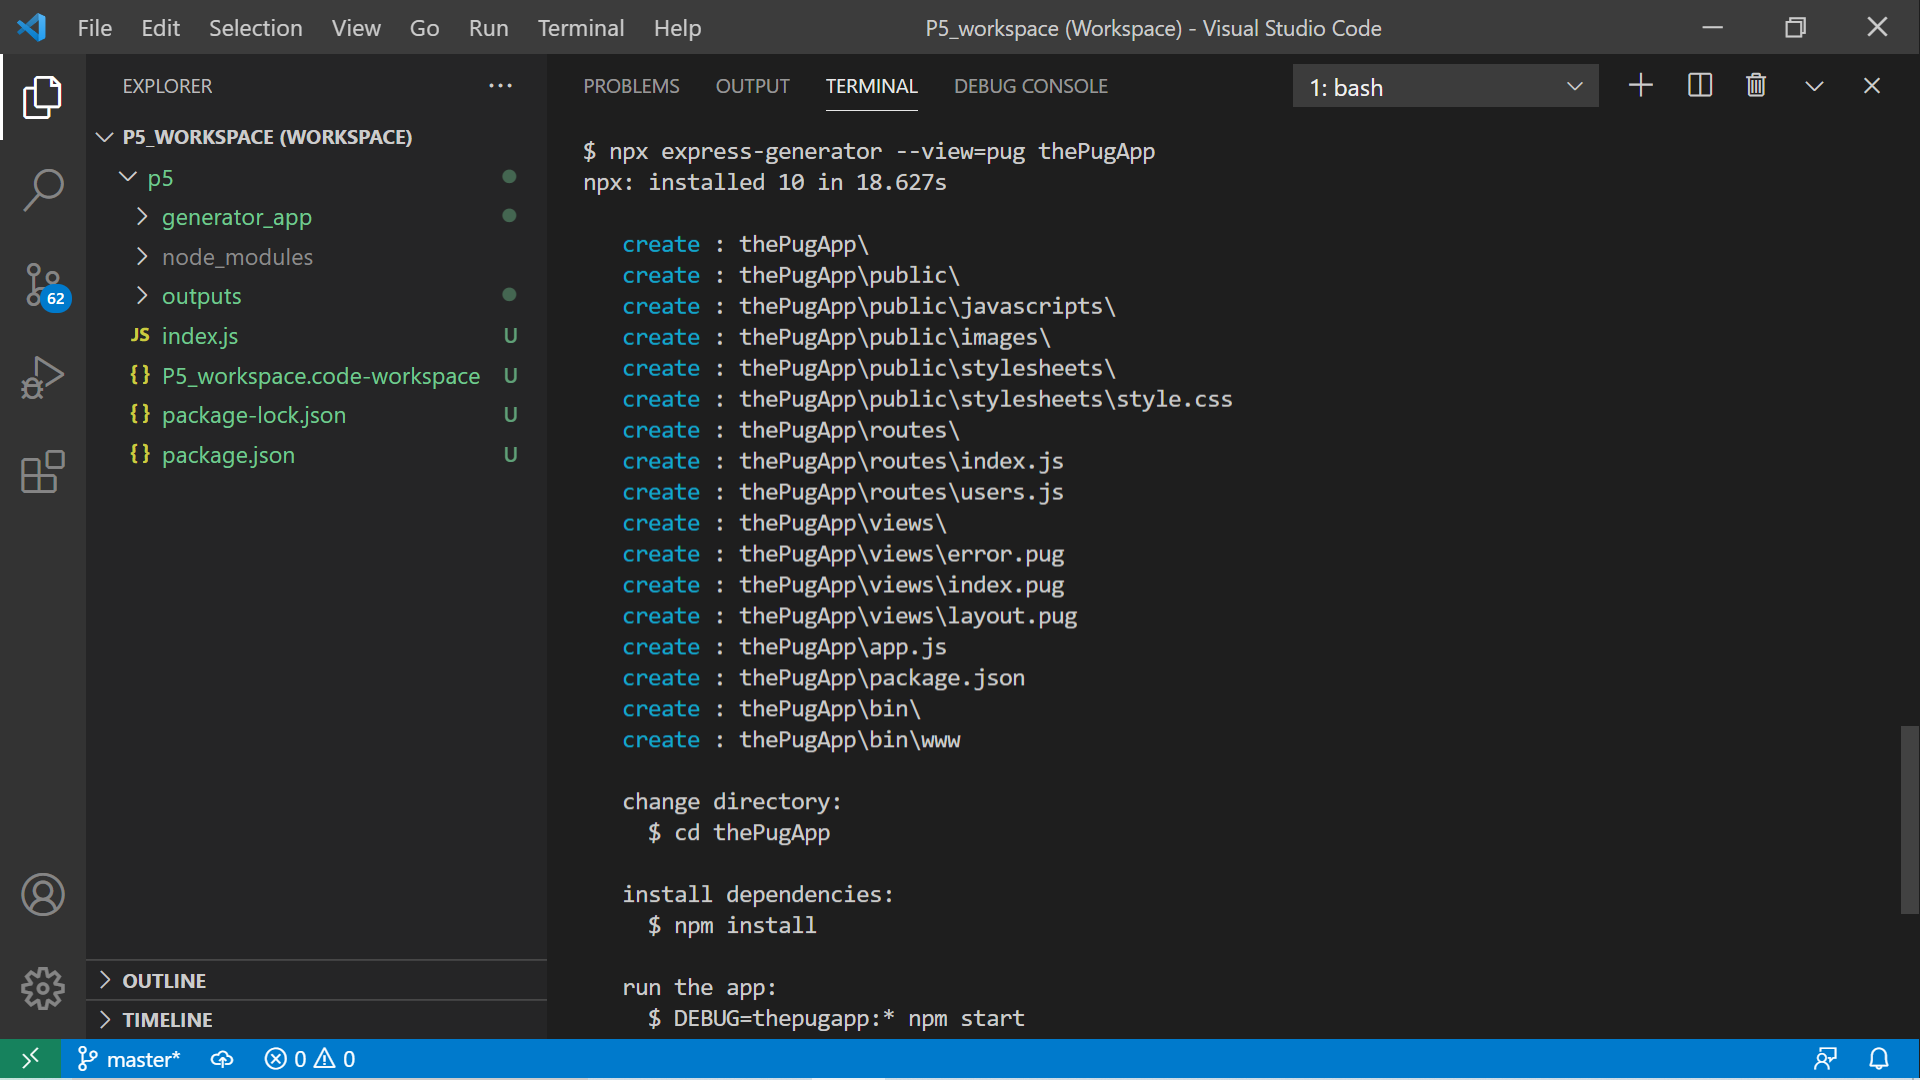 File Edit Selection View Go Run Terminal Help
P5_workspace (Workspace) - Visual Studio Code
EXPLORER
P5_WORKSPACE (WORKSPACE)
p5
generator_app
node_modules
outputs
JS index.js U
{} P5_workspace.code-workspace U
{} package-lock.json U
{} package.json U
62
OUTLINE
TIMELINE
PROBLEMS OUTPUT TERMINAL DEBUG CONSOLE
1: bash
$ npx express-generator --view=pug thePugApp
npx: installed 10 in 18.627s
create : thePugApp\
create : thePugApp\public\
create : thePugApp\public\javascripts\
create : thePugApp\public\images\
create : thePugApp\public\stylesheets\
create : thePugApp\public\stylesheets\style.css
create : thePugApp\routes\
create : thePugApp\routes\index.js
create : thePugApp\routes\users.js
create : thePugApp\views\
create : thePugApp\views\error.pug
create : thePugApp\views\index.pug
create : thePugApp\views\layout.pug
create : thePugApp\app.js
create : thePugApp\package.json
create : thePugApp\bin\
create : thePugApp\bin\www
change directory:
$ cd thePugApp
install dependencies:
$ npm install
run the app:
$ DEBUG=thepugapp:* npm start
master* 0 0